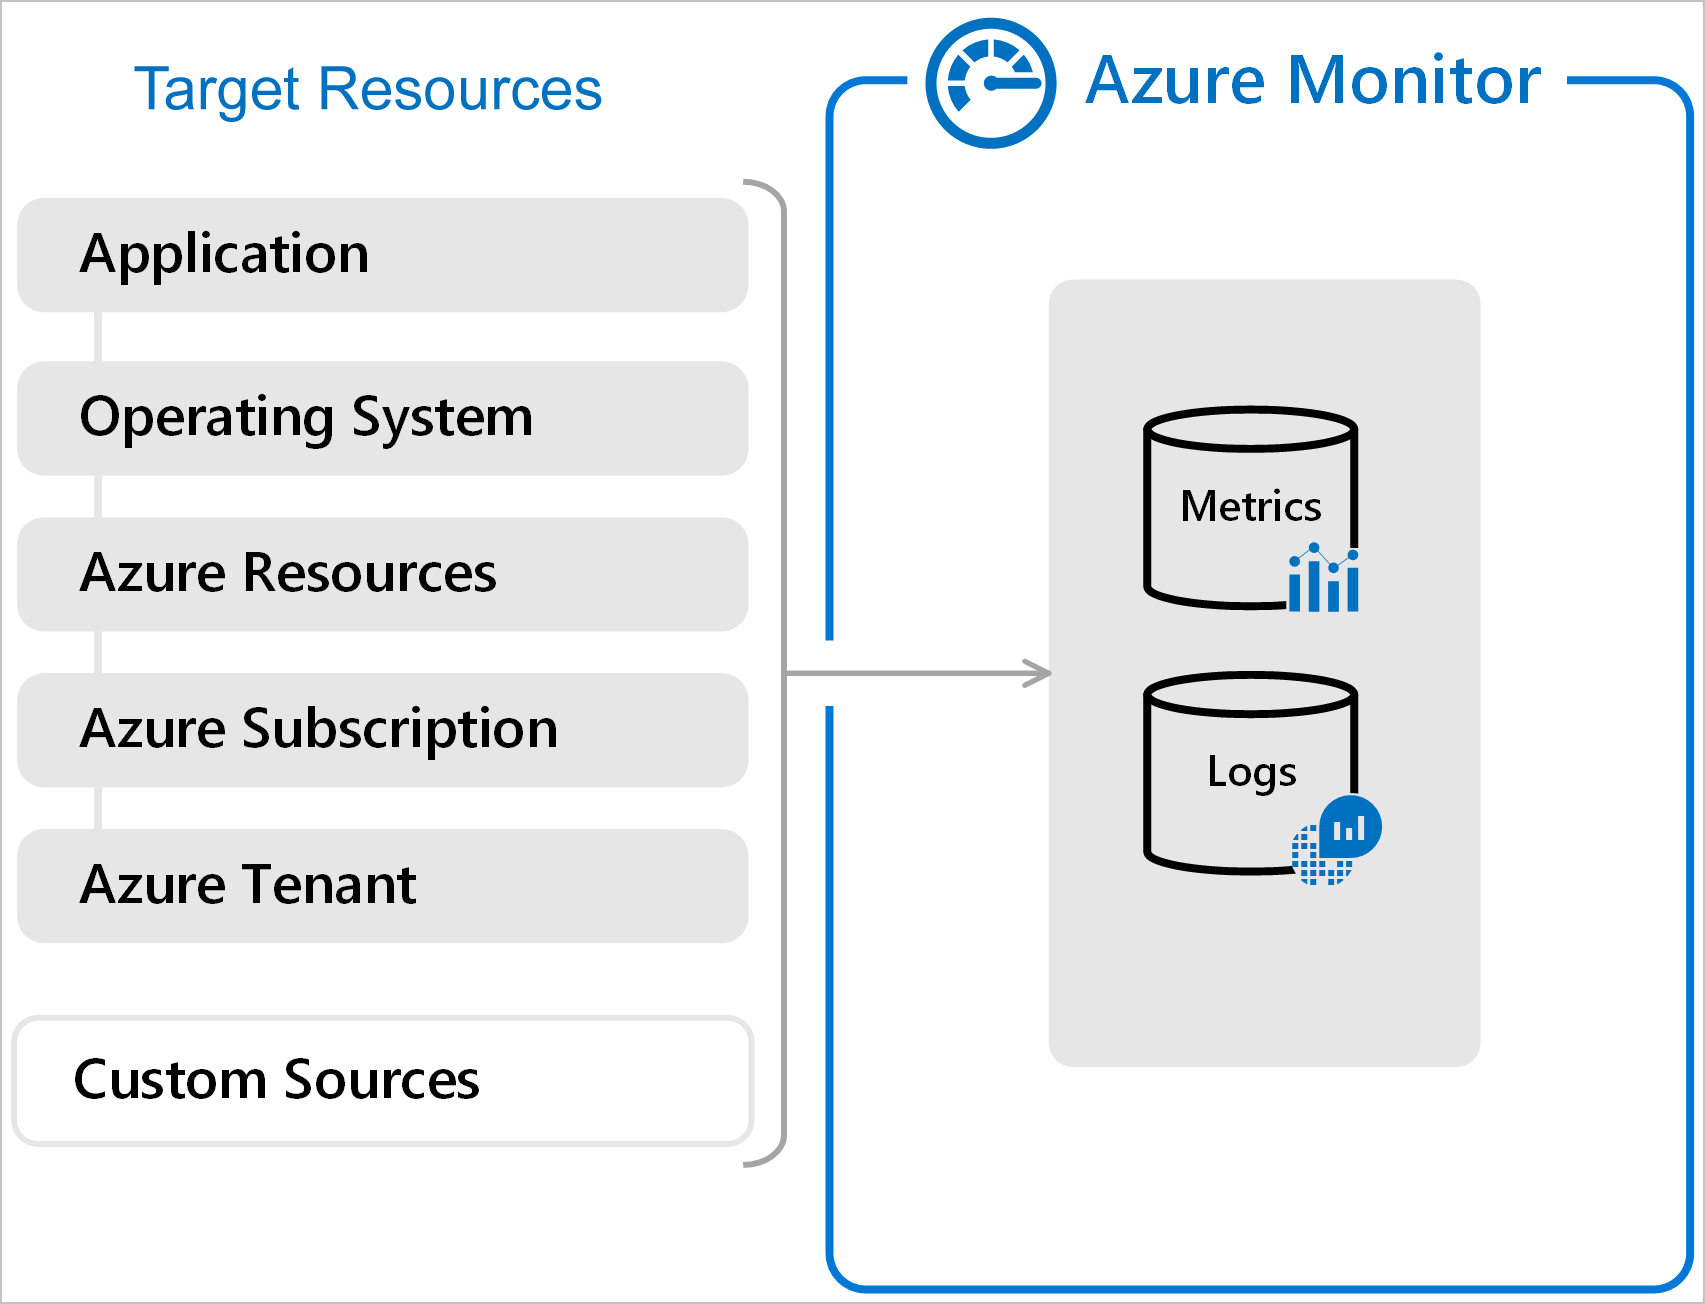 Target Resources
Azure Monitor
Application
Operating System
Azure Resources
Azure Subscription
Azure Tenant
Custom Sources
Metrics
Logs